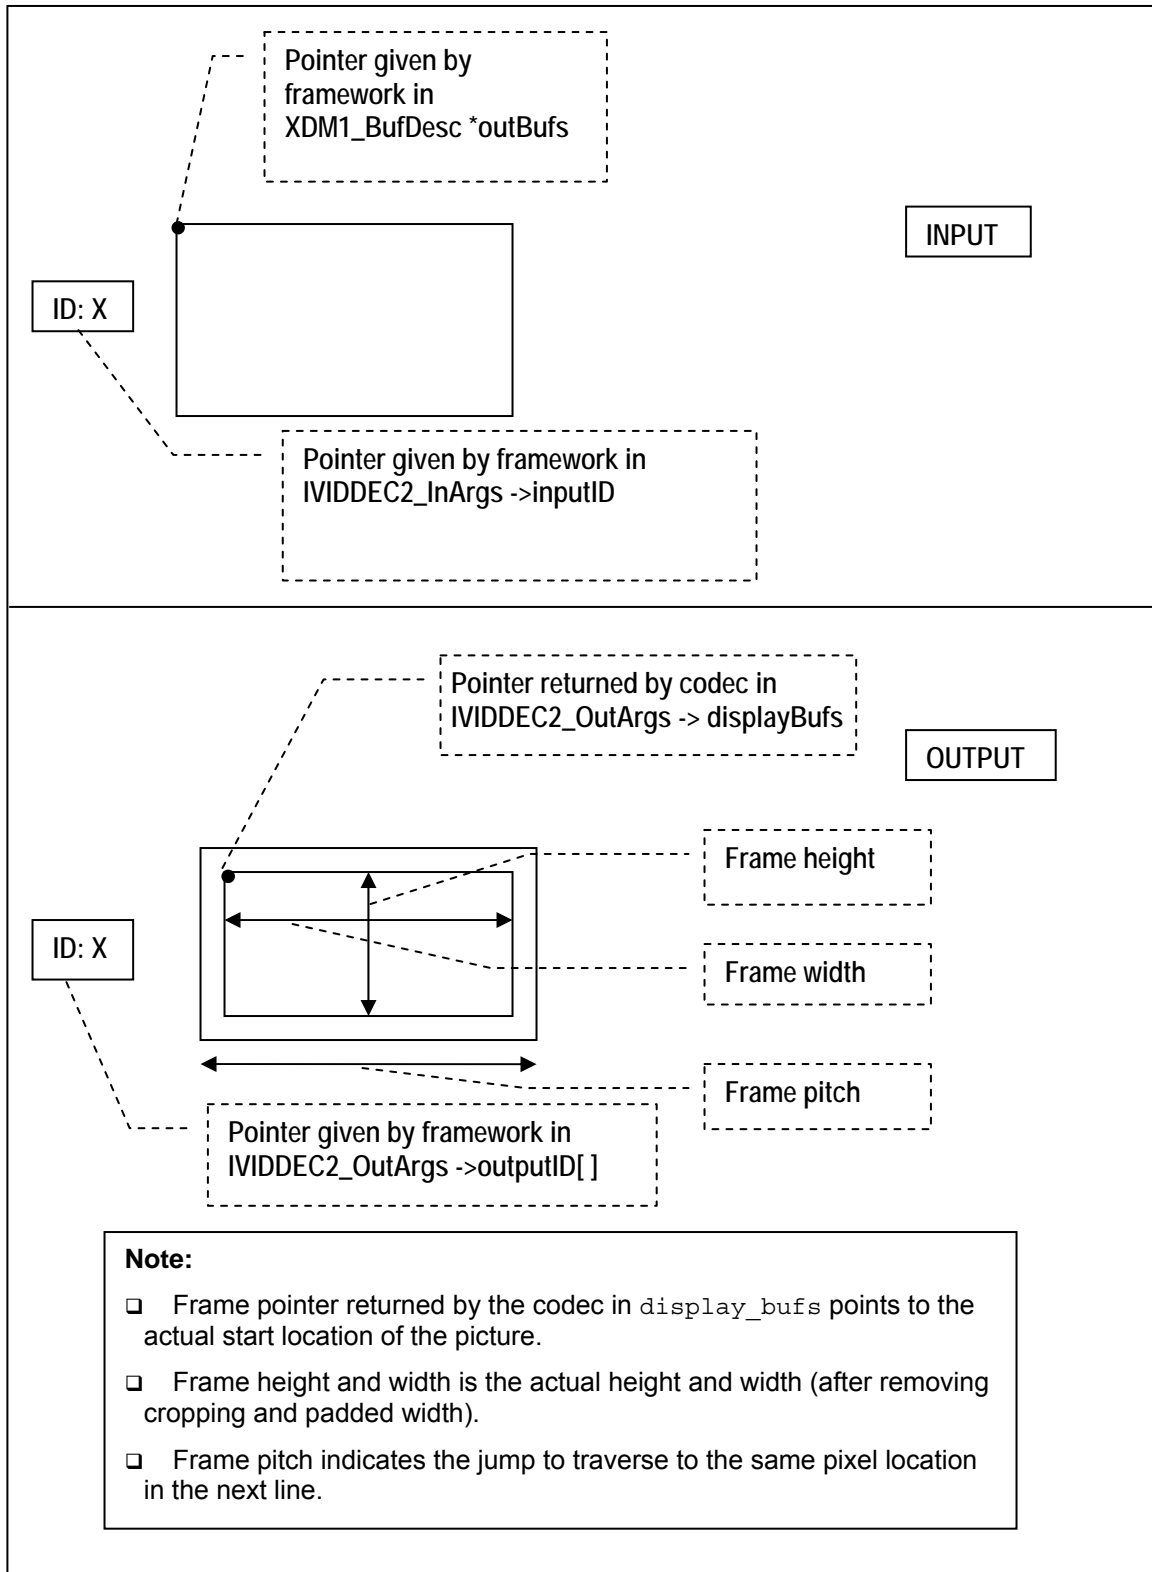 Pointer given by
framework in
XDM1_BufDesc *outBufs
INPUT
ID: X
Pointer given by framework in
IVIDDEC2_InArgs ->inputID
Pointer returned by codec in
IVIDDEC2_OutArgs -> displayBufs
OUTPUT
Frame height
ID: X
Frame width
Frame pitch
Pointer given by framework in
IVIDDEC2_OutArgs ->outputID[ ]
Note:
❑ Frame pointer returned by the codec in display_bufs points to the
actual start location of the picture.
❑ Frame height and width is the actual height and width (after removing
cropping and padded width).
❑ Frame pitch indicates the jump to traverse to the same pixel location
in the next line.